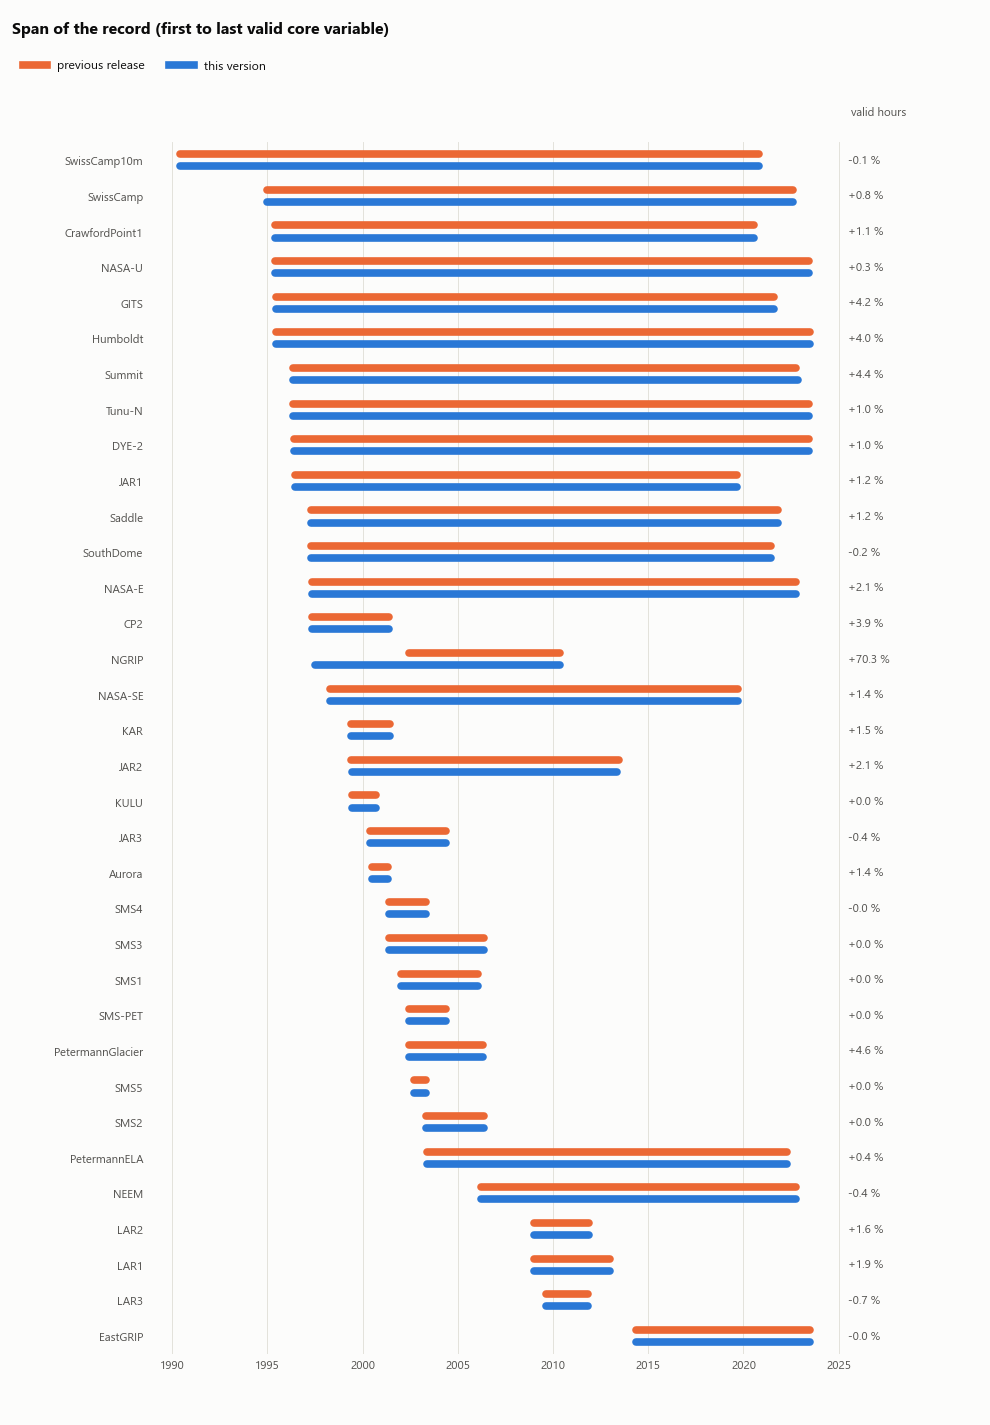 Span of the record (first to last valid core variable)
previous release this version
valid hours
SwissCamp10m -0.1 %
SwissCamp +0.8 %
CrawfordPoint1 +1.1 %
NASA-U +0.3 %
GITS +4.2 %
Humboldt +4.0 %
Summit +4.4 %
Tunu-N +1.0 %
DYE-2 +1.0 %
JAR1 +1.2 %
Saddle +1.2 %
SouthDome -0.2 %
NASA-E +2.1 %
CP2 +3.9 %
NGRIP +70.3 %
NASA-SE +1.4 %
KAR +1.5 %
JAR2 +2.1 %
KULU +0.0 %
JAR3 -0.4 %
Aurora +1.4 %
SMS4 -0.0 %
SMS3 +0.0 %
SMS1 +0.0 %
SMS-PET +0.0 %
PetermannGlacier +4.6 %
SMS5 +0.0 %
SMS2 +0.0 %
PetermannELA +0.4 %
NEEM -0.4 %
LAR2 +1.6 %
LAR1 +1.9 %
LAR3 -0.7 %
EastGRIP -0.0 %
1990 1995 2000 2005 2010 2015 2020 2025